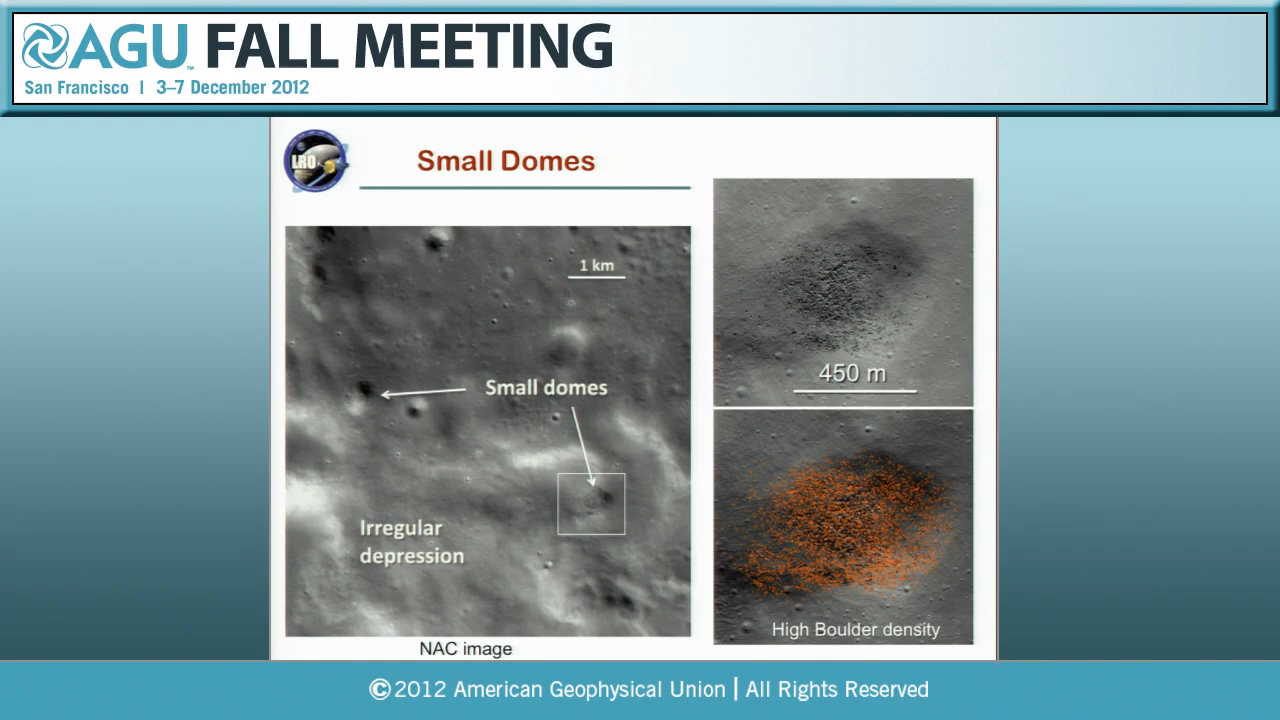 AGU™ FALL MEETING
San Francisco | 3–7 December 2012
LRO
Small Domes
1 km
Small domes
Irregular
depression
NAC image
450 m
High Boulder density
©2012 American Geophysical Union | All Rights Reserved